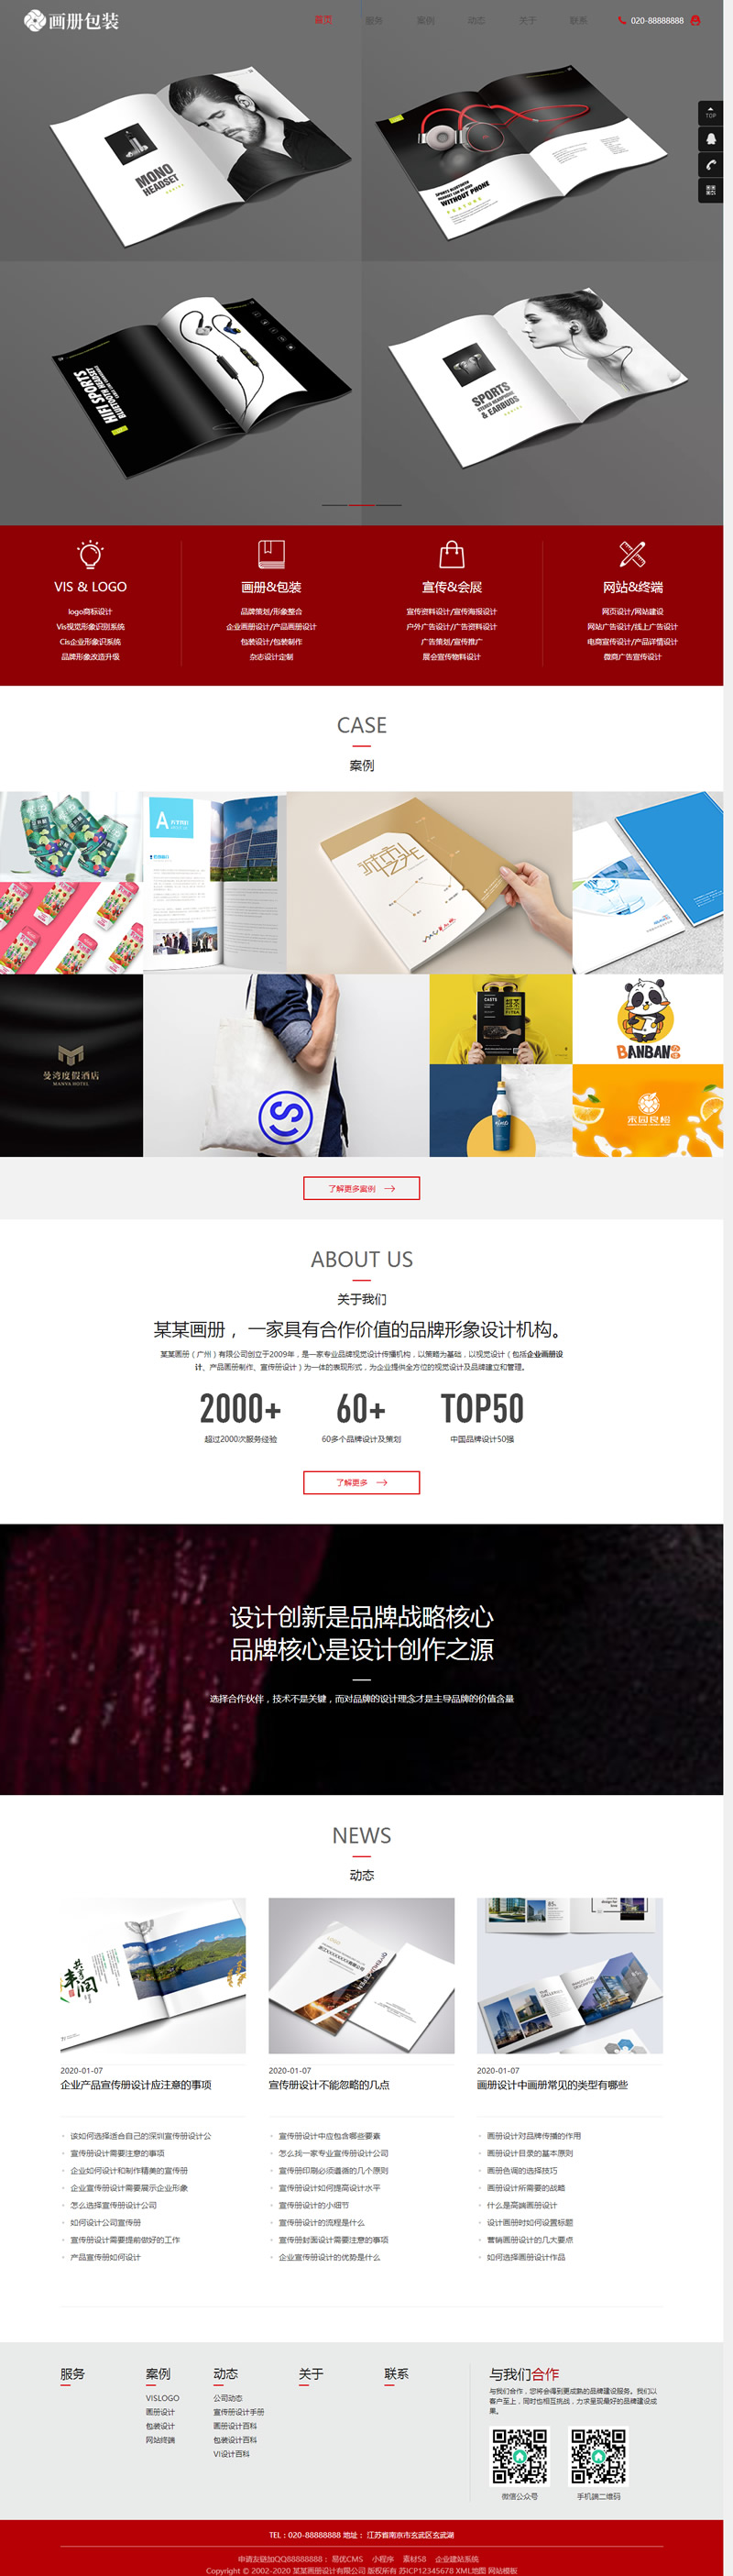 画册包装
首页 服务 案例 动态 关于 联系 020-88888888
TOP
MONO
HEADSET
SPORTS BLUETOOTH
WITHOUT PHONE
FEATURE
HIFI SPORTS
BLUETOOTH HEADSET
SPORTS
STEREO HEADPHONE
& EARBUDS
VIS & LOGO
logo商标设计
Vis视觉形象识别系统
Cis企业形象识系统
品牌形象改造升级
画册&包装
品牌策划/形象整合
企业画册设计/产品画册设计
包装设计/包装制作
杂志设计定制
宣传&会展
宣传资料设计/宣传海报设计
户外广告设计/广告资料设计
广告策划/宣传推广
展会宣传物料设计
网站&终端
网页设计/网站建设
网站广告设计/线上广告设计
电商宣传设计/产品详情设计
微商广告宣传设计
CASE
案例
曼湾度假酒店
MANVA HOTEL
BANBAN
果园良橙
了解更多案例
ABOUT US
关于我们
某某画册，一家具有合作价值的品牌形象设计机构。
某某画册（广州）有限公司创立于2009年，是一家专业品牌视觉设计传播机构，以策略为基础，以视觉设计（包括企业画册设
计、产品画册制作、宣传册设计）为一体的表现形式，为企业提供全方位的视觉设计及品牌建立和管理。
2000+ 60+ TOP50
超过2000次服务经验 60多个品牌设计及策划 中国品牌设计50强
了解更多
设计创新是品牌战略核心
品牌核心是设计创作之源
选择合作伙伴，技术不是关键，而对品牌的设计理念才是主导品牌的价值含量
NEWS
动态
2020-01-07
企业产品宣传册设计应注意的事项
2020-01-07
宣传册设计不能忽略的几点
2020-01-07
画册设计中画册常见的类型有哪些
该如何选择适合自己的深圳宣传册设计公
宣传册设计需要注意的事项
企业如何设计和制作精美的宣传册
企业宣传册设计需要展示企业形象
怎么选择宣传册设计公司
如何设计公司宣传册
宣传册设计需要提前做好的工作
产品宣传册如何设计
宣传册设计中应包含哪些要素
怎么找一家专业宣传册设计公司
宣传册印刷必须遵循的几个原则
宣传册设计如何提高设计水平
宣传册设计的小细节
宣传册设计的流程是什么
宣传册封面设计需要注意的事项
企业宣传册设计的优势是什么
画册设计对品牌传播的作用
画册设计目录的基本原则
画册色调的选择技巧
画册设计所需要的战略
什么是高端画册设计
设计画册时如何设置标题
营销画册设计的几大要点
如何选择画册设计作品
服务
案例
VISLOGO
画册设计
包装设计
网站终端
动态
公司动态
宣传册设计手册
画册设计百科
包装设计百科
VI设计百科
关于
联系
与我们合作
与我们合作，您将会得到更成熟的品牌建设服务。我们以
客户至上，同时也相互挑战，力求呈现最好的品牌建设成
果。
微信公众号 手机端二维码
TEL：020-88888888 地址： 江苏省南京市玄武区玄武湖
申请友链加QQ88888888： 易优CMS 小程序 素材58 企业建站系统
Copyright © 2002-2020 某某画册设计有限公司 版权所有 苏ICP12345678 XML地图 网站模板